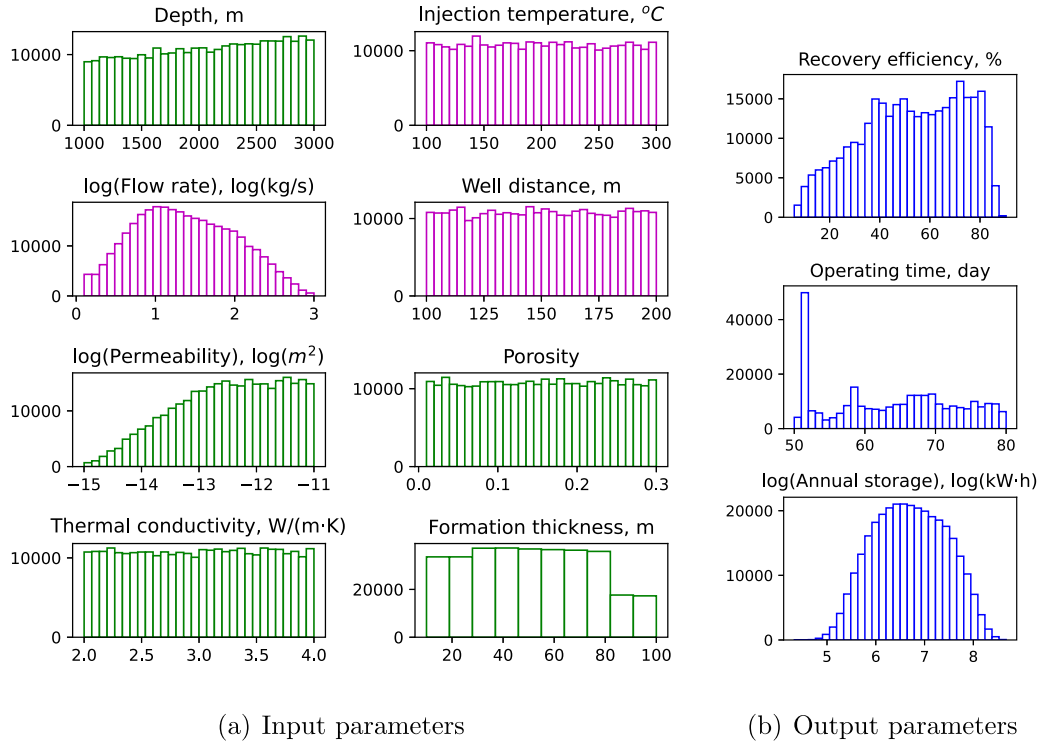 Depth, m
10000
0
1000 1500 2000 2500 3000
Injection temperature, °C
10000
0
100 150 200 250 300
log(Flow rate), log(kg/s)
10000
0
0 1 2 3
Well distance, m
10000
0
100 125 150 175 200
log(Permeability), log(m²)
10000
0
−15 −14 −13 −12 −11
Porosity
10000
0
0.0 0.1 0.2 0.3
Thermal conductivity, W/(m·K)
10000
0
2.0 2.5 3.0 3.5 4.0
Formation thickness, m
20000
0
20 40 60 80 100
(a) Input parameters
Recovery efficiency, %
15000
10000
5000
0
20 40 60 80
Operating time, day
40000
20000
0
50 60 70 80
log(Annual storage), log(kW·h)
20000
10000
0
5 6 7 8
(b) Output parameters